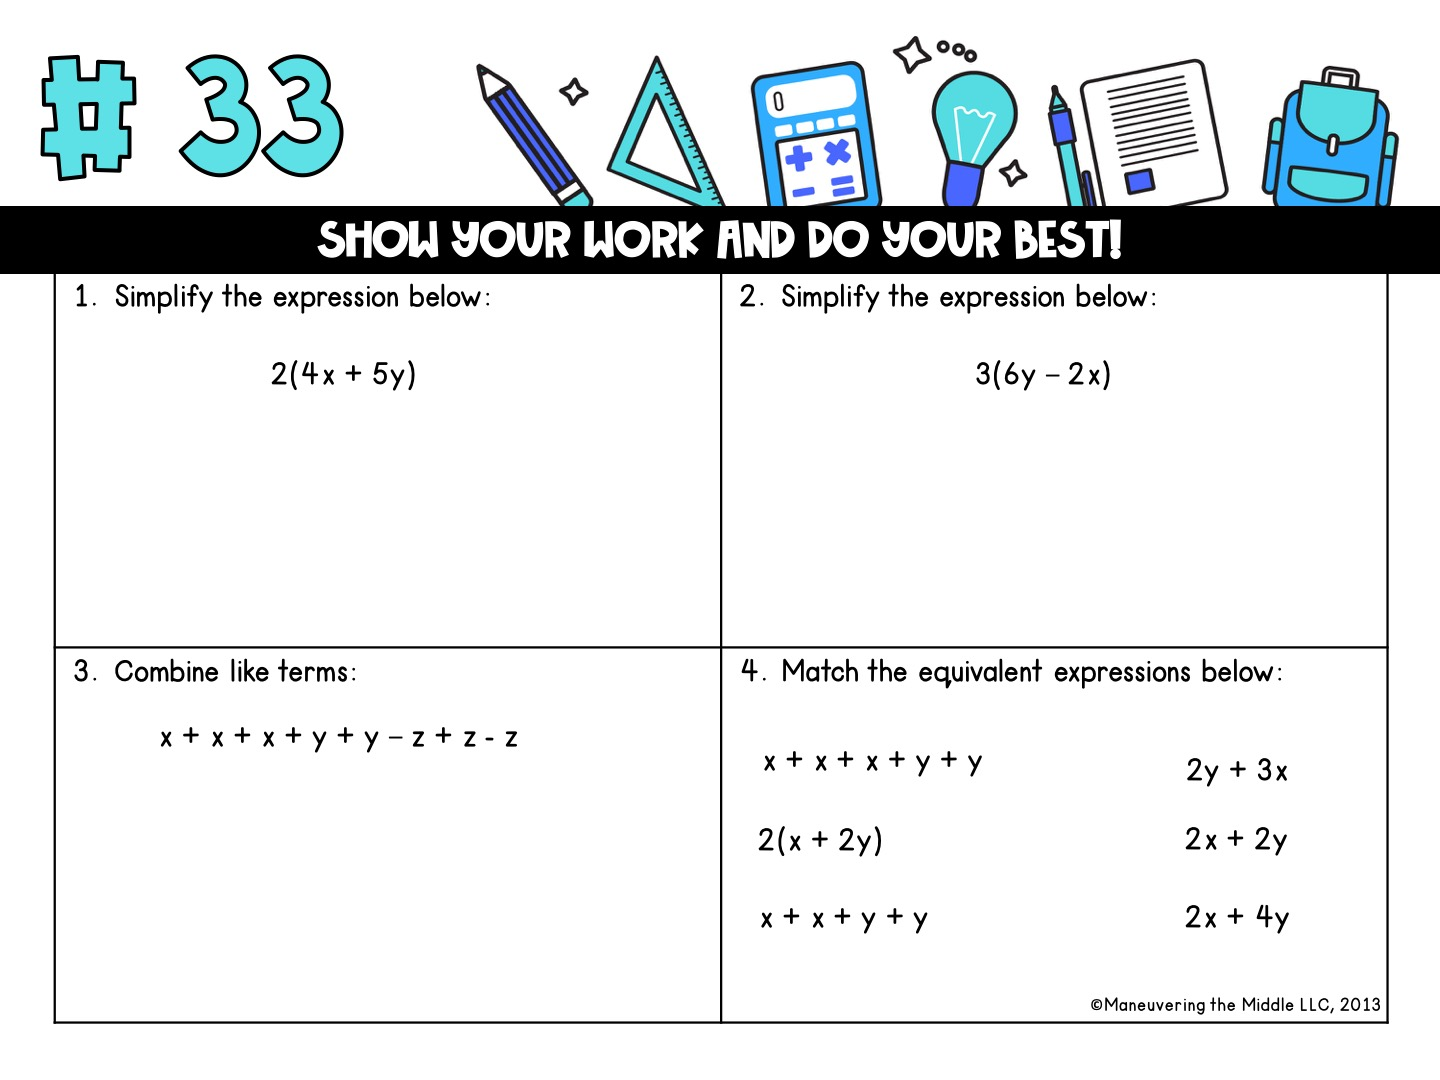 # 33
SHOW YOUR WORK AND DO YOUR BEST!
1. Simplify the expression below:
2(4x + 5y)
2. Simplify the expression below:
3(6y – 2x)
3. Combine like terms:
x + x + x + y + y – z + z - z
4. Match the equivalent expressions below:
x + x + x + y + y
2y + 3x
2(x + 2y)
2x + 2y
x + x + y + y
2x + 4y
©Maneuvering the Middle LLC, 2013